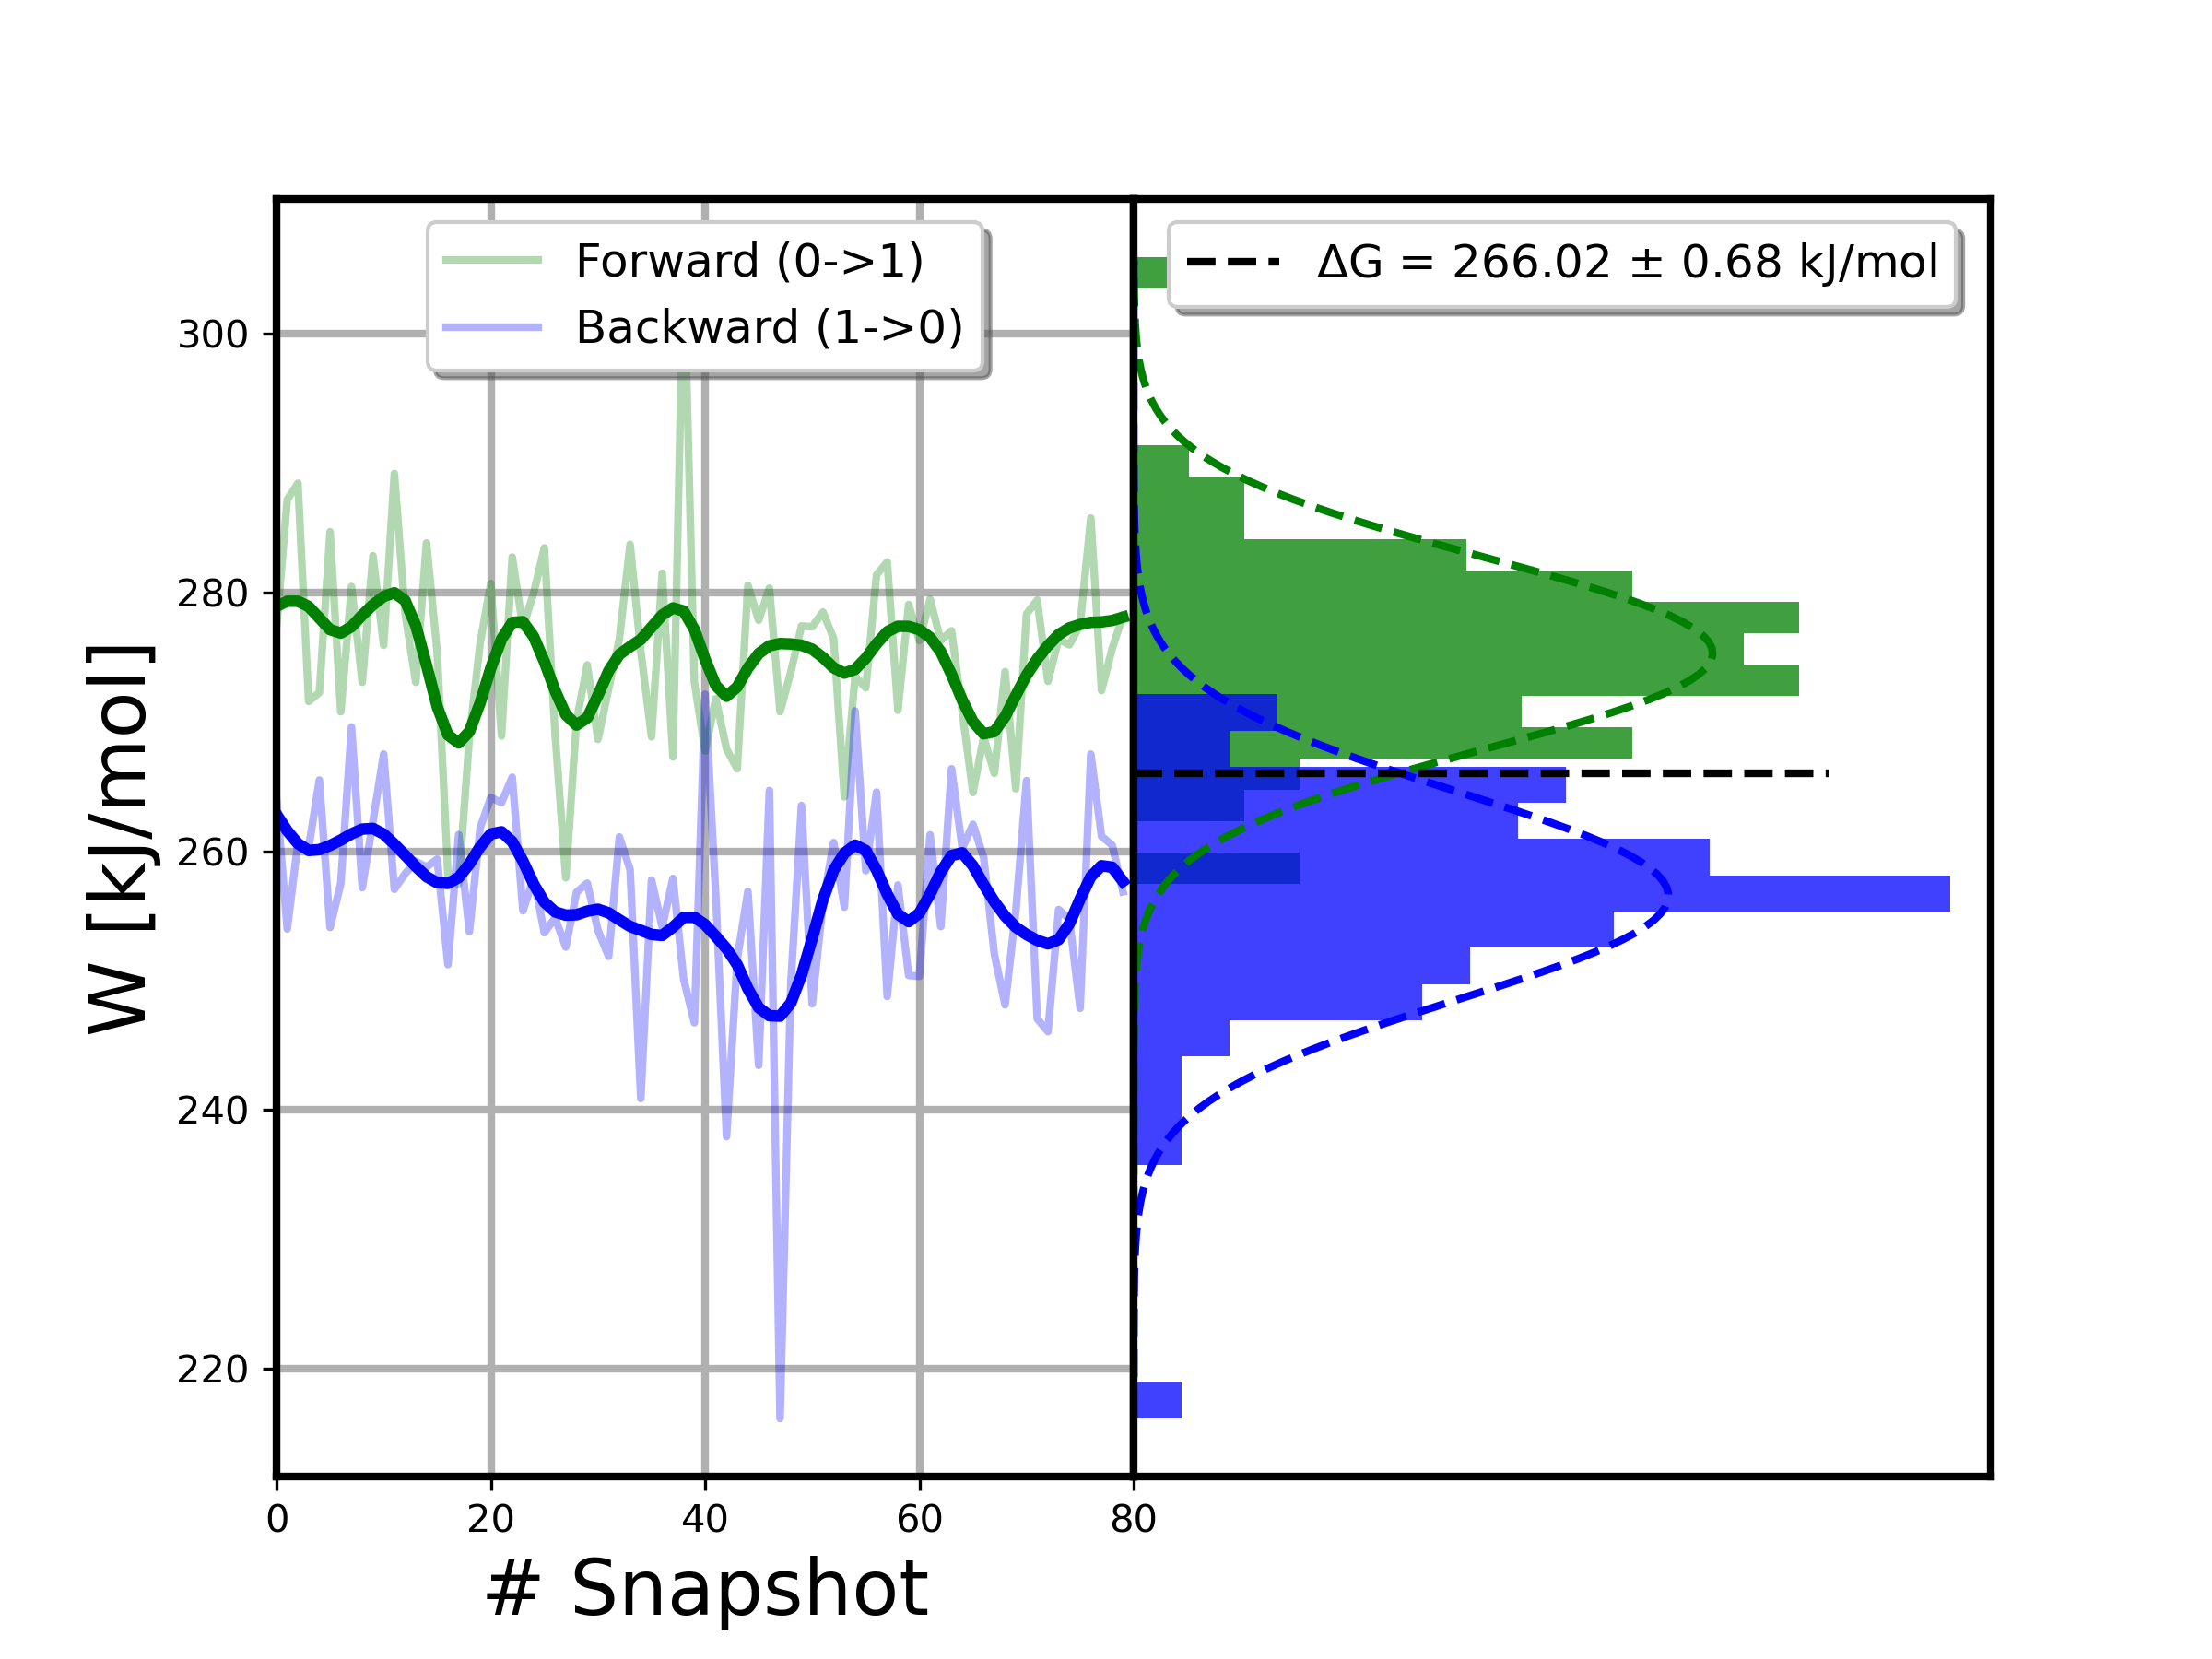 Forward (0->1)
Backward (1->0)
ΔG = 266.02 ± 0.68 kJ/mol
300
280
260
240
220
W [kJ/mol]
0 20 40 60 80
# Snapshot